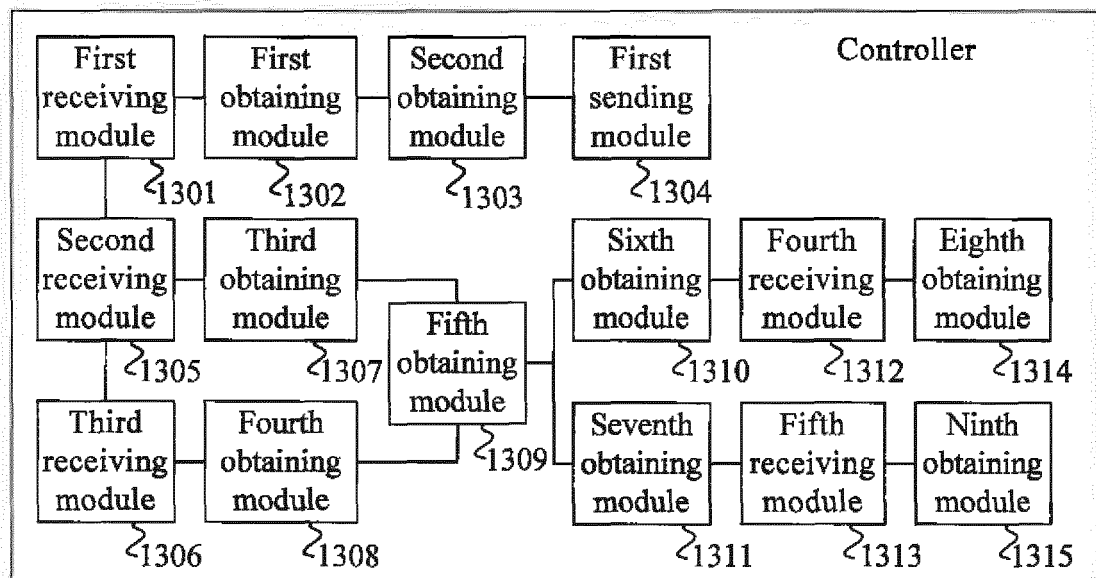 Controller
First
receiving
module
1301
First
obtaining
module
1302
Second
obtaining
module
1303
First
sending
module
1304
Second
receiving
module
1305
Third
obtaining
module
1307
Fifth
obtaining
module
1309
Sixth
obtaining
module
1310
Fourth
receiving
module
1312
Eighth
obtaining
module
1314
Third
receiving
module
1306
Fourth
obtaining
module
1308
Seventh
obtaining
module
1311
Fifth
receiving
module
1313
Ninth
obtaining
module
1315